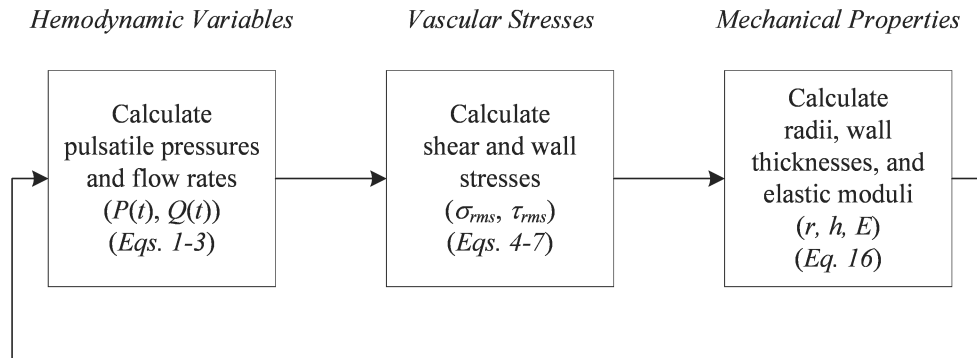 Hemodynamic Variables
Vascular Stresses
Mechanical Properties
Calculate
pulsatile pressures
and flow rates
(P(t), Q(t))
(Eqs. 1-3)
Calculate
shear and wall
stresses
(σrms, τrms)
(Eqs. 4-7)
Calculate
radii, wall
thicknesses, and
elastic moduli
(r, h, E)
(Eq. 16)